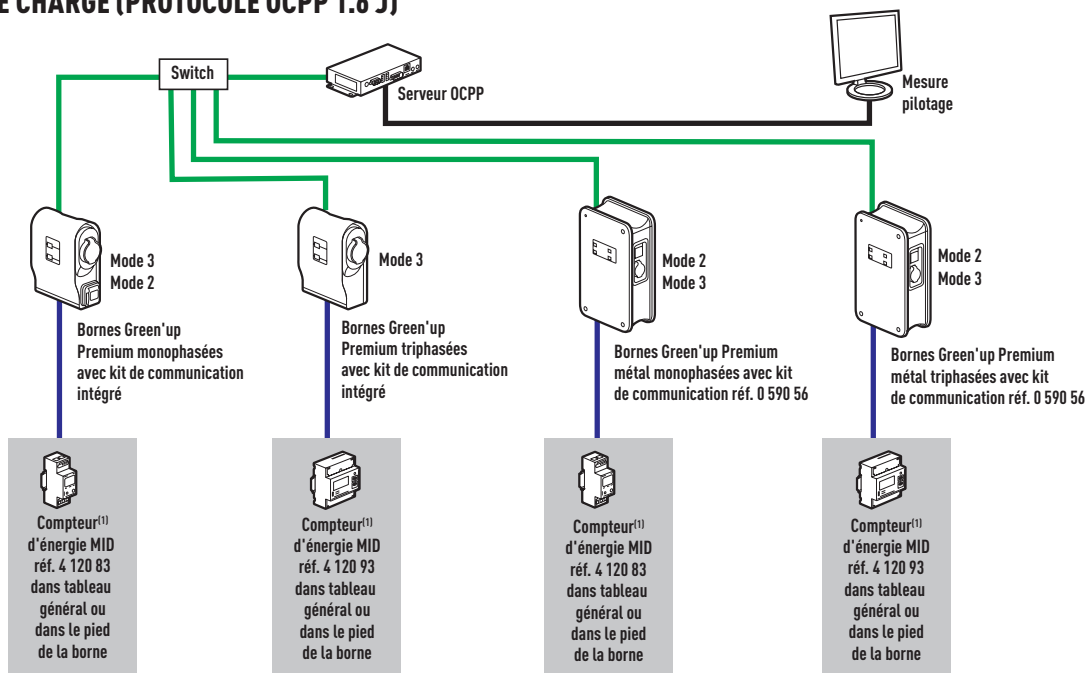 E CHARGE (PROTOCOLE OCPP 1.6 J)
Switch
Serveur OCPP
Mesure
pilotage
Mode 3
Mode 2
Mode 3
Mode 2
Mode 3
Mode 2
Mode 3
Bornes Green'up
Premium monophasées
avec kit de communication
intégré
Bornes Green'up
Premium triphasées
avec kit de communication
intégré
Bornes Green'up Premium
métal monophasées avec kit
de communication réf. 0 590 56
Bornes Green'up Premium
métal triphasées avec kit
de communication réf. 0 590 56
Compteur(1)
d'énergie MID
réf. 4 120 83
dans tableau
général ou
dans le pied
de la borne
Compteur(1)
d'énergie MID
réf. 4 120 93
dans tableau
général ou
dans le pied
de la borne
Compteur(1)
d'énergie MID
réf. 4 120 83
dans tableau
général ou
dans le pied
de la borne
Compteur(1)
d'énergie MID
réf. 4 120 93
dans tableau
général ou
dans le pied
de la borne